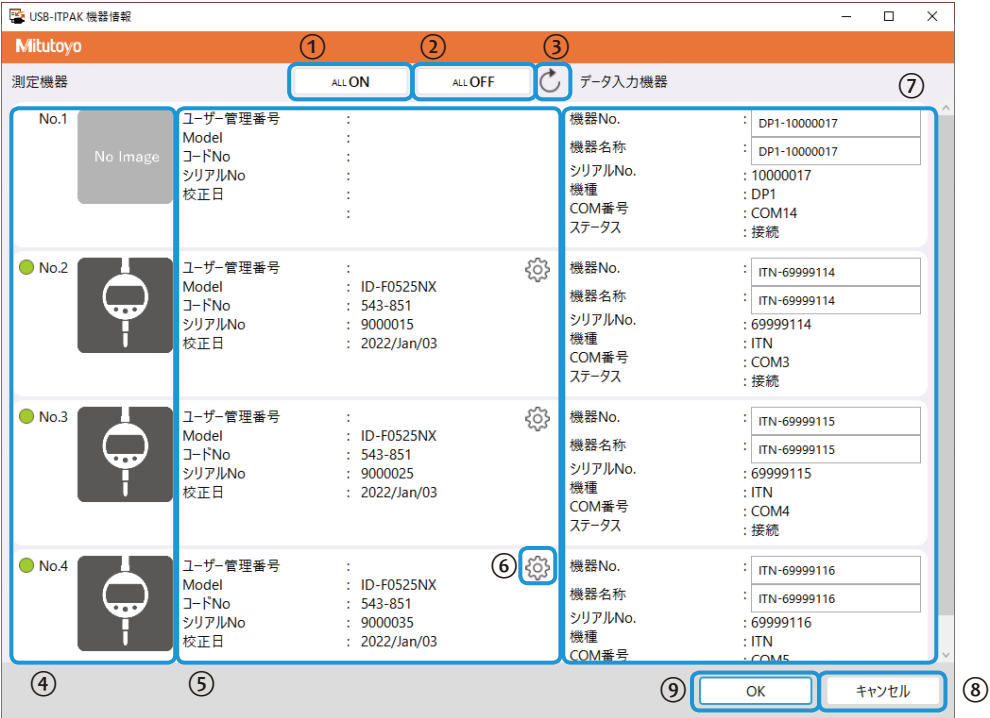 USB-ITPAK 機器情報
Mitutoyo
① ② ③
測定機器 ALL ON ALL OFF データ入力機器 ⑦
No.1
No Image
ユーザー管理番号 :
Model :
コードNo :
シリアルNo :
校正日 :
:
機器No. : DP1-10000017
機器名称 : DP1-10000017
シリアルNo. : 10000017
機種 : DP1
COM番号 : COM14
ステータス : 接続
No.2
ユーザー管理番号 :
Model : ID-F0525NX
コードNo : 543-851
シリアルNo : 9000015
校正日 : 2022/Jan/03
機器No. : ITN-69999114
機器名称 : ITN-69999114
シリアルNo. : 69999114
機種 : ITN
COM番号 : COM3
ステータス : 接続
No.3
ユーザー管理番号 :
Model : ID-F0525NX
コードNo : 543-851
シリアルNo : 9000025
校正日 : 2022/Jan/03
機器No. : ITN-69999115
機器名称 : ITN-69999115
シリアルNo. : 69999115
機種 : ITN
COM番号 : COM4
ステータス : 接続
No.4
ユーザー管理番号 :
Model : ID-F0525NX
コードNo : 543-851
シリアルNo : 9000035
校正日 : 2022/Jan/03
⑥
機器No. : ITN-69999116
機器名称 : ITN-69999116
シリアルNo. : 69999116
機種 : ITN
COM番号 : COM5
④ ⑤ ⑨ OK キャンセル ⑧